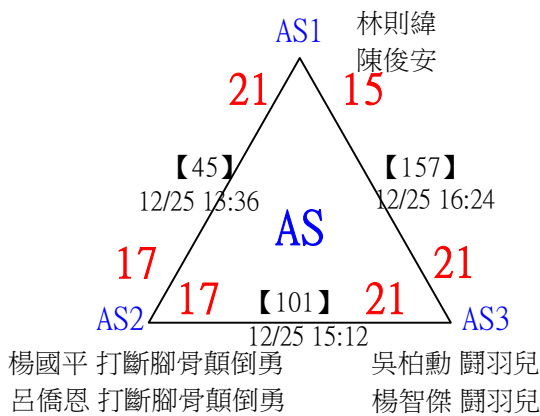 AS1
林則緯
陳俊安
21
15
【45】
12/25 13:36
【157】
12/25 16:24
AS
17
21
17
【101】
21
AS2
AS3
12/25 15:12
楊國平 打斷腳骨顛倒勇
吳柏勳 鬪羽兒
呂僑恩 打斷腳骨顛倒勇
楊智傑 鬪羽兒